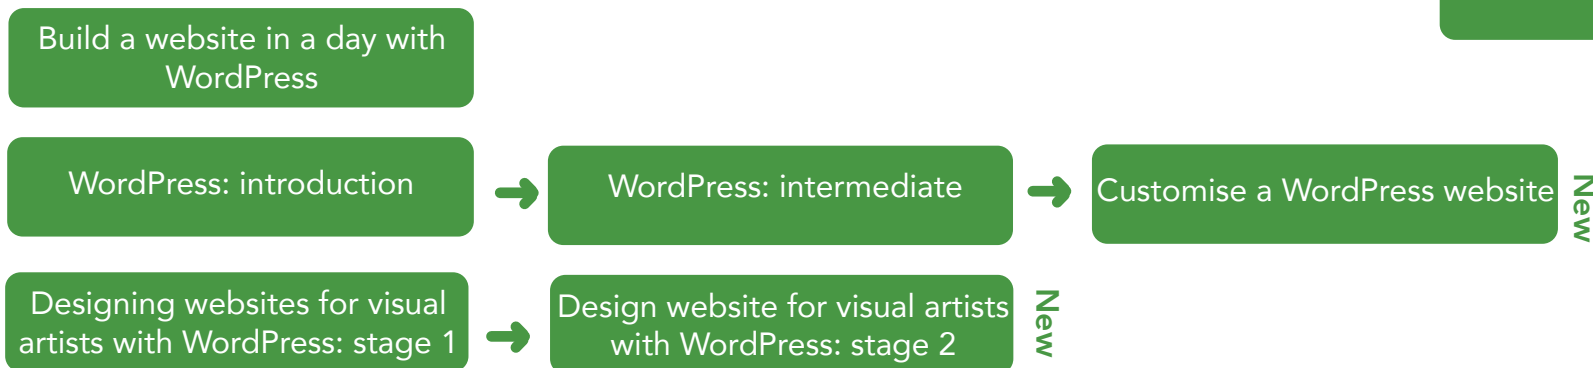 Build a website in a day with
WordPress
WordPress: introduction
WordPress: intermediate
Customise a WordPress website
New
Designing websites for visual
artists with WordPress: stage 1
Design website for visual artists
with WordPress: stage 2
New